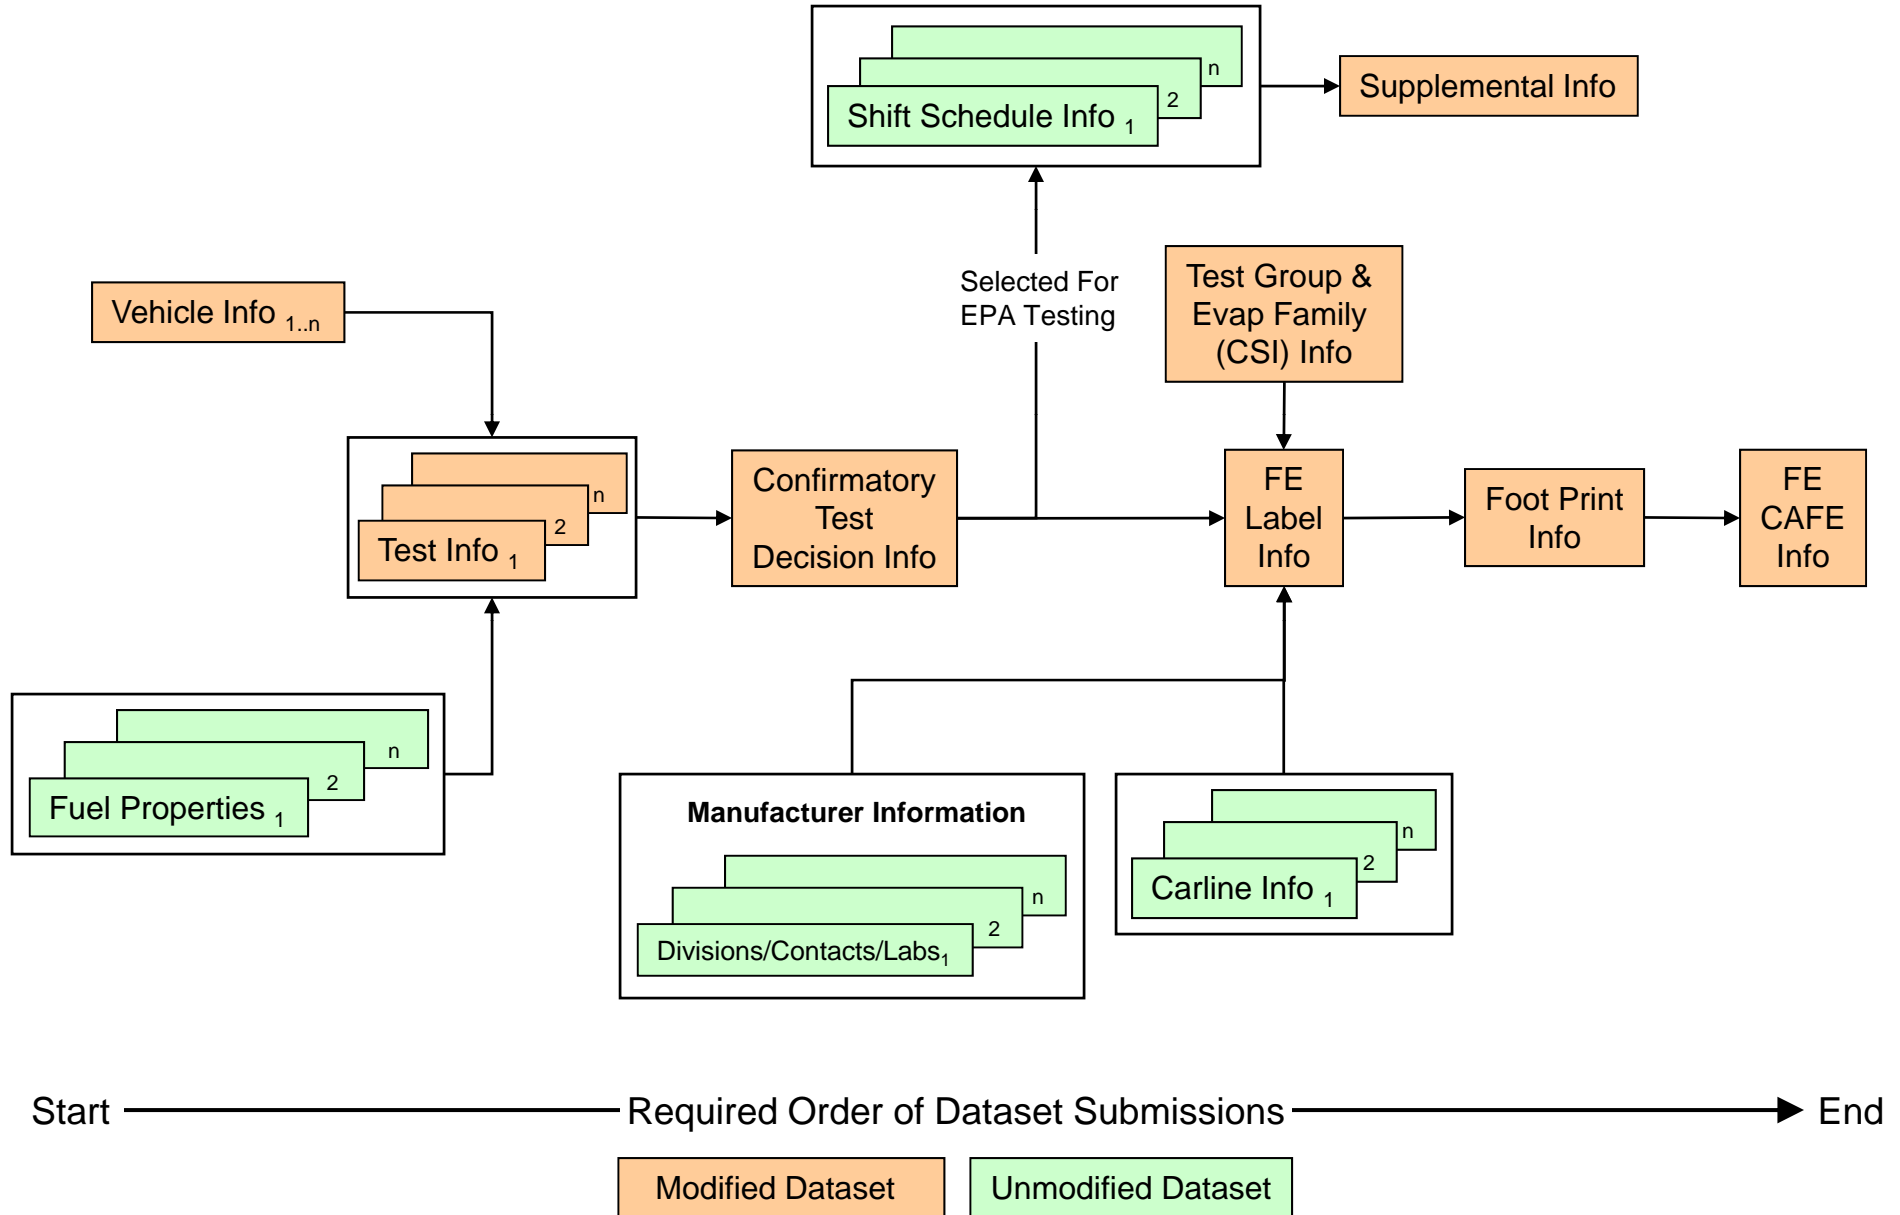 n
2
Shift Schedule Info 1
Supplemental Info
Selected For
EPA Testing
Test Group &
Evap Family
(CSI) Info
Vehicle Info 1..n
n
2
Test Info 1
Confirmatory
Test
Decision Info
FE
Label
Info
Foot Print
Info
FE
CAFE
Info
n
2
Fuel Properties 1
Manufacturer Information
n
2
Divisions/Contacts/Labs1
n
2
Carline Info 1
Start
Required Order of Dataset Submissions
End
Modified Dataset
Unmodified Dataset